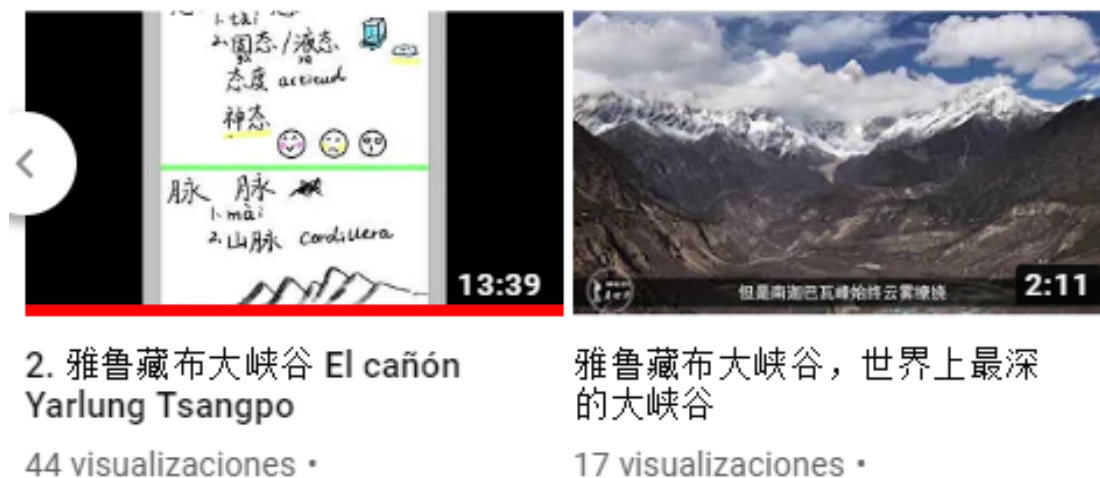 1. tài
2. 固态/液态
态度 actitud
神态
脉 脉
1. mài
2. 山脉 cordillera
13:39
但是南迦巴瓦峰始终云雾缭绕
2:11
2. 雅鲁藏布大峡谷 El cañón
Yarlung Tsangpo
44 visualizaciones •
雅鲁藏布大峡谷，世界上最深
的大峡谷
17 visualizaciones •